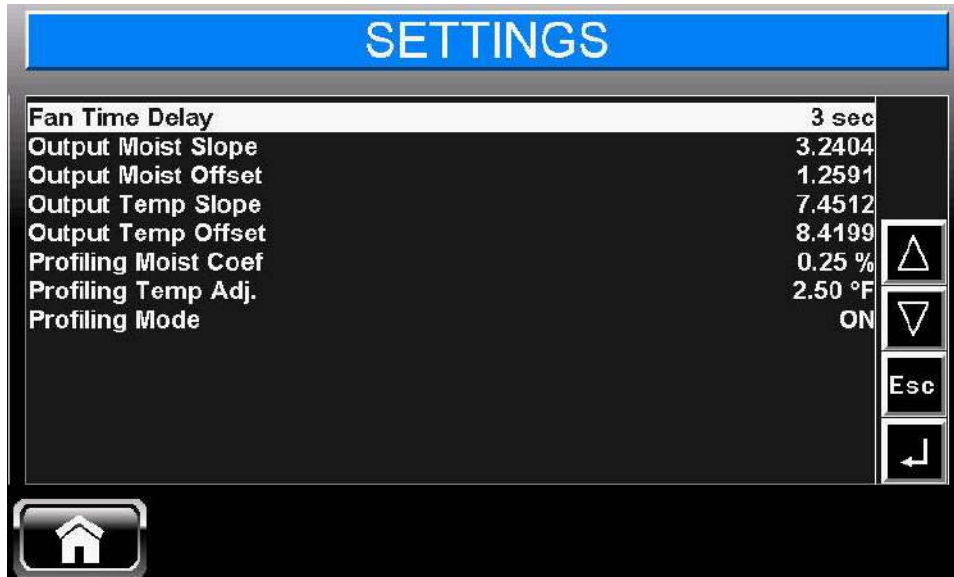 SETTINGS
Fan Time Delay 3 sec
Output Moist Slope 3.2404
Output Moist Offset 1.2591
Output Temp Slope 7.4512
Output Temp Offset 8.4199
Profiling Moist Coef 0.25 %
Profiling Temp Adj. 2.50 °F
Profiling Mode ON
Esc